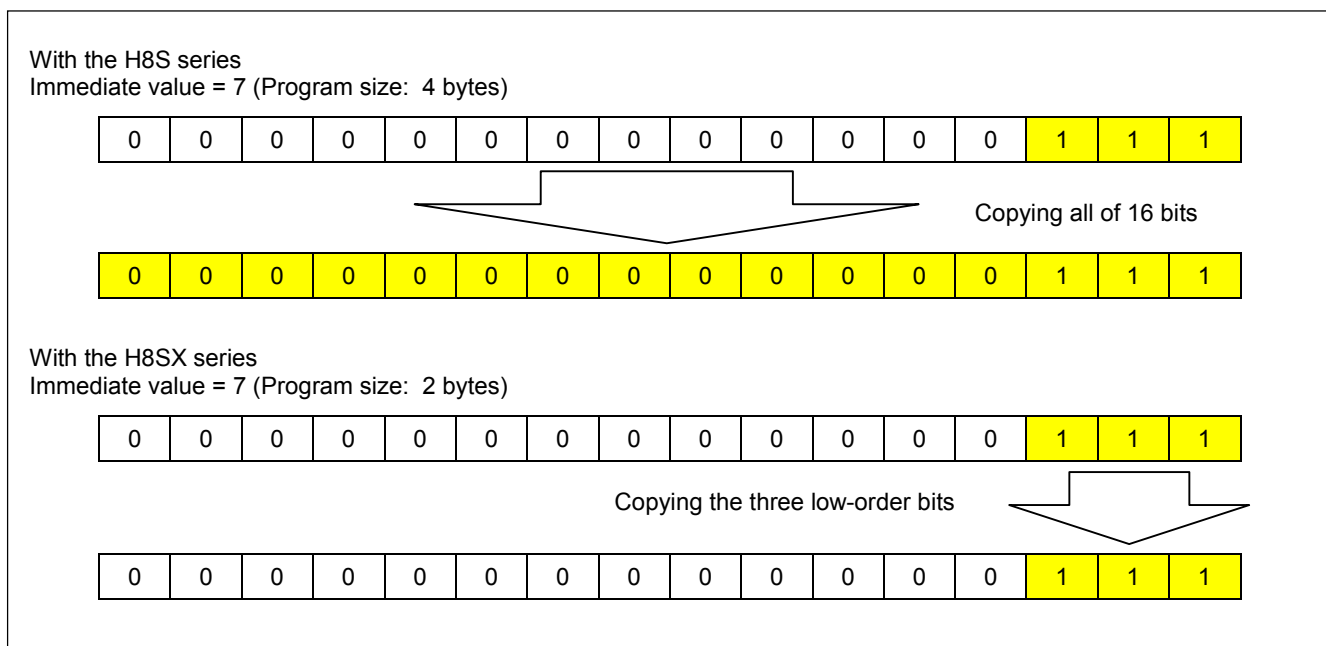 With the H8S series
Immediate value = 7 (Program size: 4 bytes)
0 0 0 0 0 0 0 0 0 0 0 0 0 1 1 1
Copying all of 16 bits
0 0 0 0 0 0 0 0 0 0 0 0 0 1 1 1
With the H8SX series
Immediate value = 7 (Program size: 2 bytes)
0 0 0 0 0 0 0 0 0 0 0 0 0 1 1 1
Copying the three low-order bits
0 0 0 0 0 0 0 0 0 0 0 0 0 1 1 1